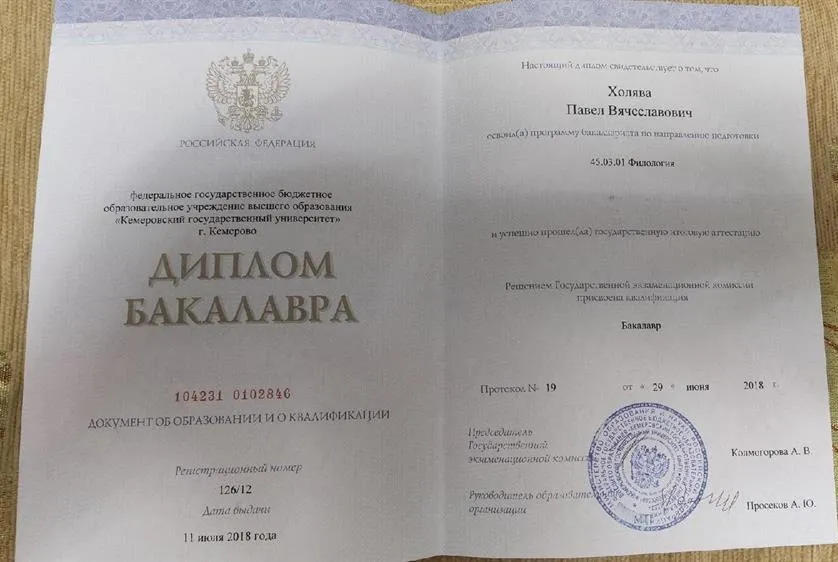 РОССИЙСКАЯ ФЕДЕРАЦИЯ
федеральное государственное бюджетное
образовательное учреждение высшего образования
«Кемеровский государственный университет»
г. Кемерово
ДИПЛОМ
БАКАЛАВРА
104231 0102846
ДОКУМЕНТ ОБ ОБРАЗОВАНИИ И О КВАЛИФИКАЦИИ
Регистрационный номер
126/12
Дата выдачи
11 июля 2018 года
Настоящий диплом свидетельствует о том, что
Холява
Павел Вячеславович
освоил(а) программу бакалавриата по направлению подготовки
45.03.01 Филология
и успешно прошел(ла) государственную итоговую аттестацию
Решением Государственной экзаменационной комиссии
присвоена квалификация
Бакалавр
Протокол № 19 от « 29 » июня 2018 г.
Председатель
Государственной
экзаменационной комиссии
Колмогорова А. В.
Руководитель образовательной
организации
Просеков А. Ю.
М.П.